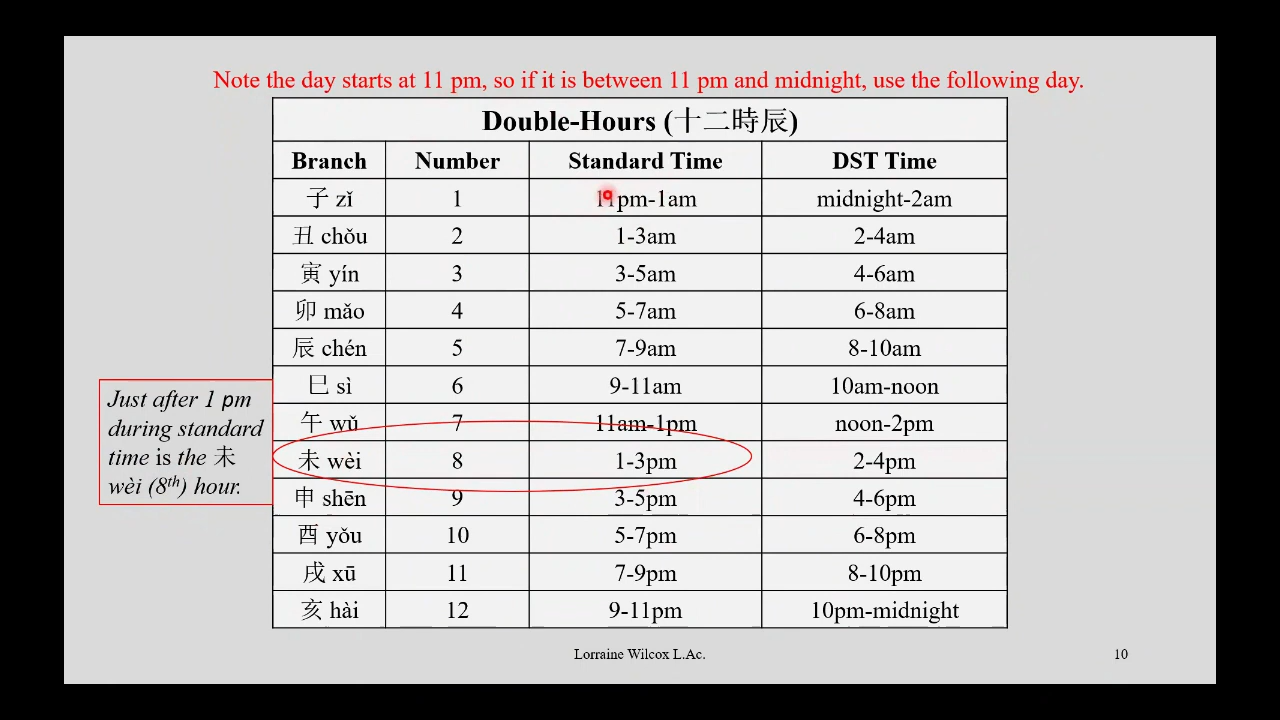 Note the day starts at 11 pm, so if it is between 11 pm and midnight, use the following day.
Double-Hours (十二時辰)
Branch Number Standard Time DST Time
子 zǐ 1 11pm-1am midnight-2am
丑 chǒu 2 1-3am 2-4am
寅 yín 3 3-5am 4-6am
卯 mǎo 4 5-7am 6-8am
辰 chén 5 7-9am 8-10am
巳 sì 6 9-11am 10am-noon
午 wǔ 7 11am-1pm noon-2pm
未 wèi 8 1-3pm 2-4pm
申 shēn 9 3-5pm 4-6pm
酉 yǒu 10 5-7pm 6-8pm
戌 xū 11 7-9pm 8-10pm
亥 hài 12 9-11pm 10pm-midnight
Just after 1 pm
during standard
time is the 未
wèi (8th) hour.
Lorraine Wilcox L.Ac. 10